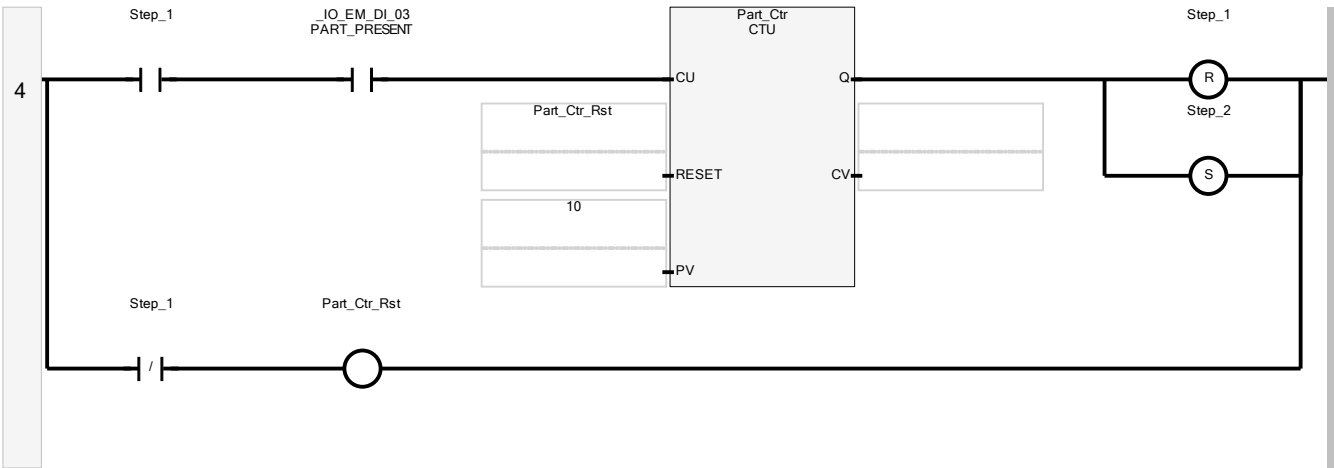 Step_1
_IO_EM_DI_03
PART_PRESENT
Part_Ctr
CTU
Step_1
4
CU
Q
R
Part_Ctr_Rst
Step_2
RESET
CV
S
10
PV
Step_1
Part_Ctr_Rst
/